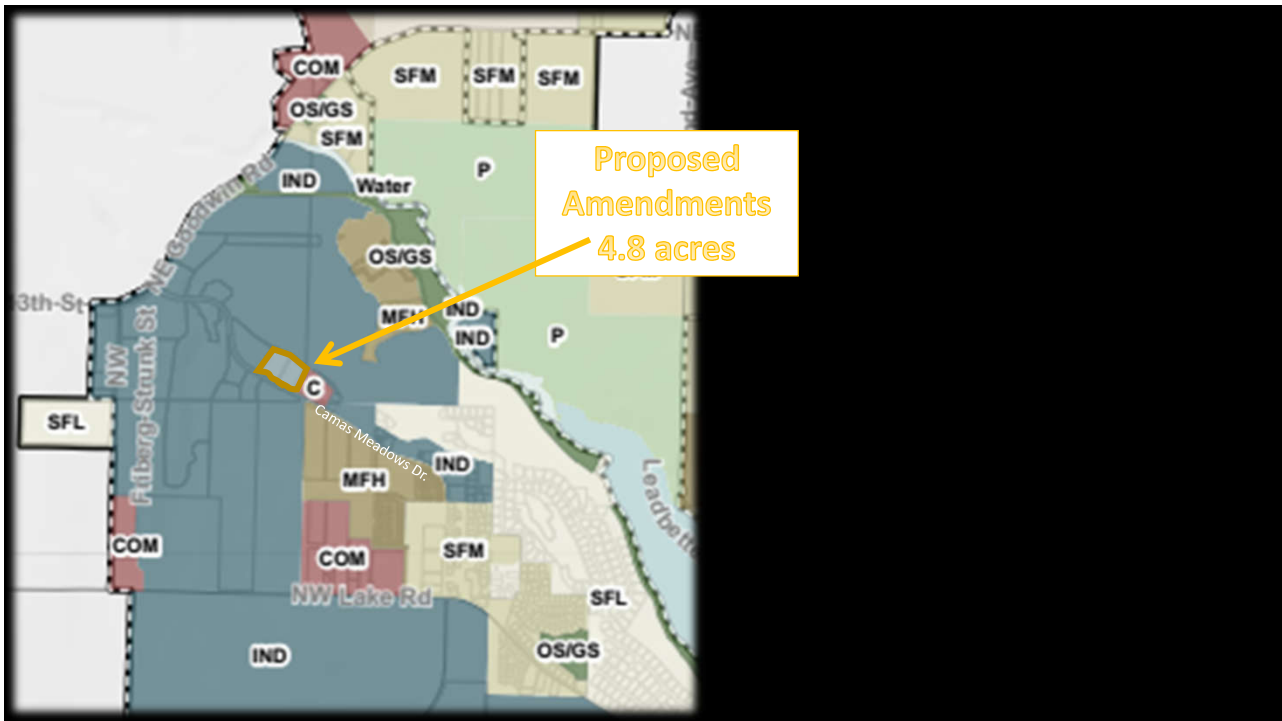 COM
SFM
SFM
SFM
OS/GS
SFM
P
IND
Water
NE Goodwin Rd
Proposed
Amendments
4.8 acres
OS/GS
3th-St
MFH
IND
IND
P
NW
Friberg-Strunk St
C
SFL
Camas Meadows Dr.
IND
MFH
COM
COM
SFM
NW Lake Rd
SFL
IND
OS/GS